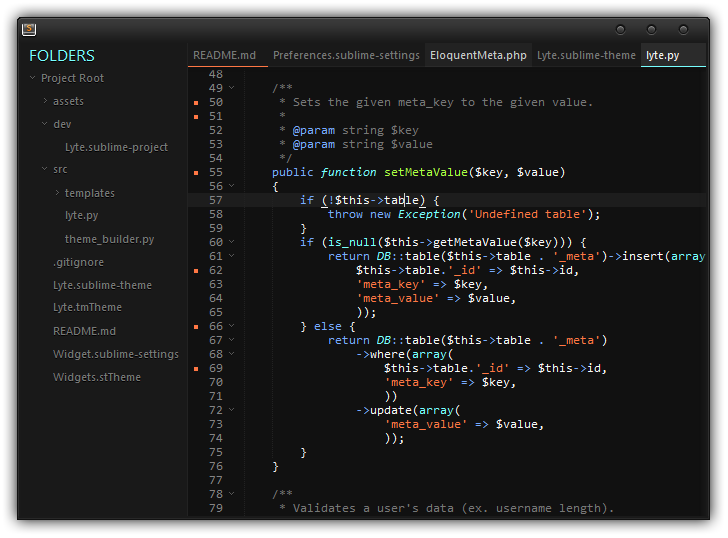 S
README.md Preferences.sublime-settings EloquentMeta.php Lyte.sublime-theme lyte.py
FOLDERS
Project Root
assets
dev
Lyte.sublime-project
src
templates
lyte.py
theme_builder.py
.gitignore
Lyte.sublime-theme
Lyte.tmTheme
README.md
Widget.sublime-settings
Widgets.stTheme
48
49 /**
50 * Sets the given meta_key to the given value.
51 *
52 * @param string $key
53 * @param string $value
54 */
55 public function setMetaValue($key, $value)
56 {
57 if (!$this->table) {
58 throw new Exception('Undefined table');
59 }
60 if (is_null($this->getMetaValue($key))) {
61 return DB::table($this->table . '_meta')->insert(array
62 $this->table.'_id' => $this->id,
63 'meta_key' => $key,
64 'meta_value' => $value,
65 ));
66 } else {
67 return DB::table($this->table . '_meta')
68 ->where(array(
69 $this->table.'_id' => $this->id,
70 'meta_key' => $key,
71 ))
72 ->update(array(
73 'meta_value' => $value,
74 ));
75 }
76 }
77
78 /**
79 * Validates a user's data (ex. username length).